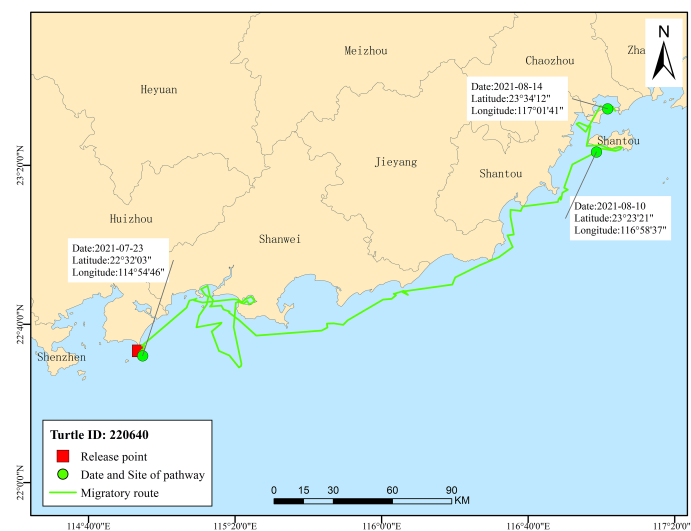 N
Meizhou
Zha
Chaozhou
Heyuan
Date:2021-08-14
Latitude:23°34'12"
Longitude:117°01'41"
Shantou
Jieyang
Shantou
Date:2021-08-10
Latitude:23°23'21"
Longitude:116°58'37"
Huizhou
Shanwei
Date:2021-07-23
Latitude:22°32'03"
Longitude:114°54'46"
Shenzhen
23°20'0"N
22°40'0"N
22°0'0"N
Turtle ID: 220640
Release point
Date and Site of pathway
Migratory route
0 15 30 60 90
KM
114°40'0"E 115°20'0"E 116°0'0"E 116°40'0"E 117°20'0"E